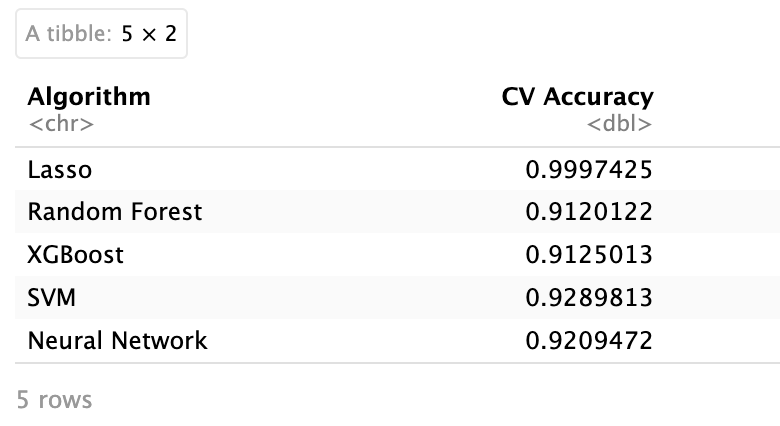 A tibble: 5 × 2
Algorithm CV Accuracy
<chr> <dbl>
Lasso 0.9997425
Random Forest 0.9120122
XGBoost 0.9125013
SVM 0.9289813
Neural Network 0.9209472
5 rows